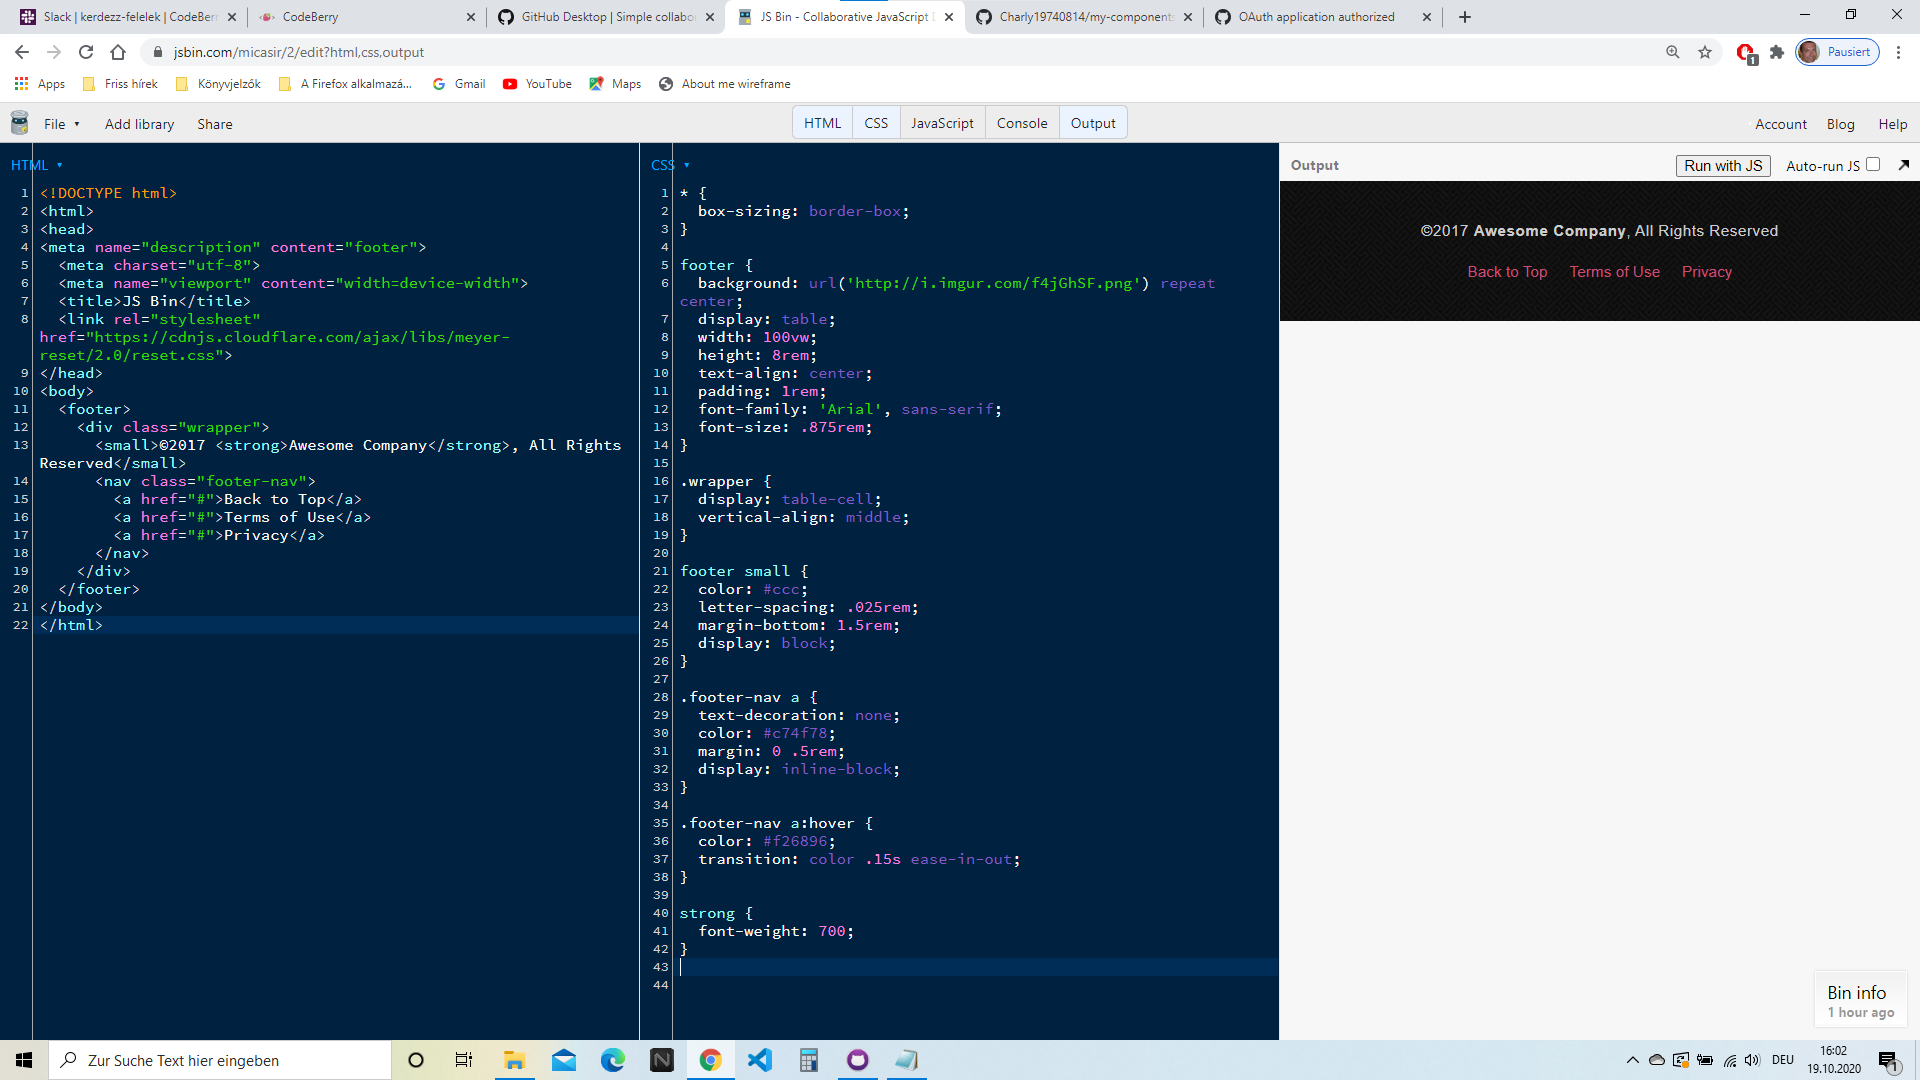 Slack | kerdezz-felelek | CodeBerr
CodeBerry
GitHub Desktop | Simple collabor
JS Bin - Collaborative JavaScript D
Charly19740814/my-components
OAuth application authorized
jsbin.com/micasir/2/edit?html,css,output
Pausiert
1
Apps
Friss hírek
Könyvjelzők
A Firefox alkalmazá...
Gmail
YouTube
Maps
About me wireframe
File
Add library
Share
HTML
CSS
JavaScript
Console
Output
Account
Blog
Help
HTML
1 <!DOCTYPE html>
2 <html>
3 <head>
4 <meta name="description" content="footer">
5 <meta charset="utf-8">
6 <meta name="viewport" content="width=device-width">
7 <title>JS Bin</title>
8 <link rel="stylesheet"
href="https://cdnjs.cloudflare.com/ajax/libs/meyer-
reset/2.0/reset.css">
9 </head>
10 <body>
11 <footer>
12 <div class="wrapper">
13 <small>©2017 <strong>Awesome Company</strong>, All Rights
Reserved</small>
14 <nav class="footer-nav">
15 <a href="#">Back to Top</a>
16 <a href="#">Terms of Use</a>
17 <a href="#">Privacy</a>
18 </nav>
19 </div>
20 </footer>
21 </body>
22 </html>
CSS
1 * {
2 box-sizing: border-box;
3 }
4
5 footer {
6 background: url('http://i.imgur.com/f4jGhSF.png') repeat
center;
7 display: table;
8 width: 100vw;
9 height: 8rem;
10 text-align: center;
11 padding: 1rem;
12 font-family: 'Arial', sans-serif;
13 font-size: .875rem;
14 }
15
16 .wrapper {
17 display: table-cell;
18 vertical-align: middle;
19 }
20
21 footer small {
22 color: #ccc;
23 letter-spacing: .025rem;
24 margin-bottom: 1.5rem;
25 display: block;
26 }
27
28 .footer-nav a {
29 text-decoration: none;
30 color: #c74f78;
31 margin: 0 .5rem;
32 display: inline-block;
33 }
34
35 .footer-nav a:hover {
36 color: #f26896;
37 transition: color .15s ease-in-out;
38 }
39
40 strong {
41 font-weight: 700;
42 }
43
44
Output
Run with JS
Auto-run JS
©2017 Awesome Company, All Rights Reserved
Back to Top Terms of Use Privacy
Bin info
1 hour ago
Zur Suche Text hier eingeben
DEU
16:02
19.10.2020
1